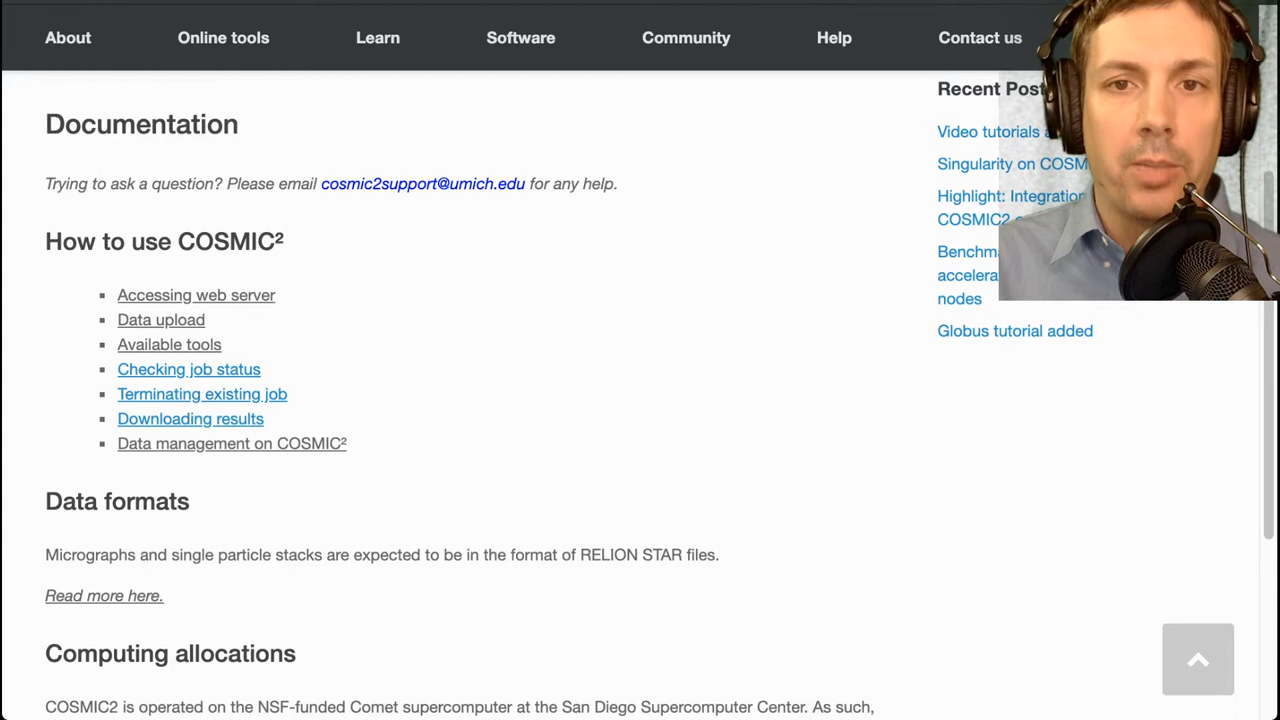 About Online tools Learn Software Community Help Contact us
Documentation
Trying to ask a question? Please email cosmic2support@umich.edu for any help.
How to use COSMIC²
Accessing web server
Data upload
Available tools
Checking job status
Terminating existing job
Downloading results
Data management on COSMIC²
Data formats
Micrographs and single particle stacks are expected to be in the format of RELION STAR files.
Read more here.
Computing allocations
COSMIC2 is operated on the NSF-funded Comet supercomputer at the San Diego Supercomputer Center. As such,
Recent
Video tutorials
Singularity on
Highlight: Integration
COSMIC2
nodes
Globus tutorial added